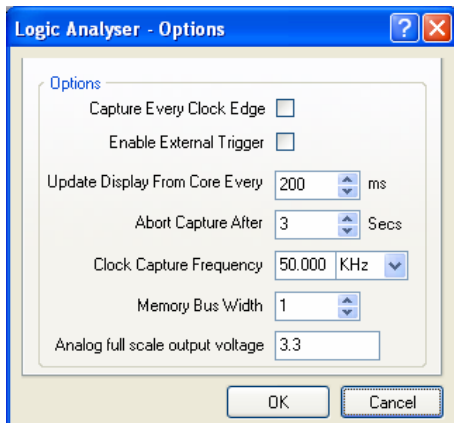 Logic Analyser - Options
Options
Capture Every Clock Edge
Enable External Trigger
Update Display From Core Every 200 ms
Abort Capture After 3 Secs
Clock Capture Frequency 50.000 KHz
Memory Bus Width 1
Analog full scale output voltage 3.3
OK Cancel